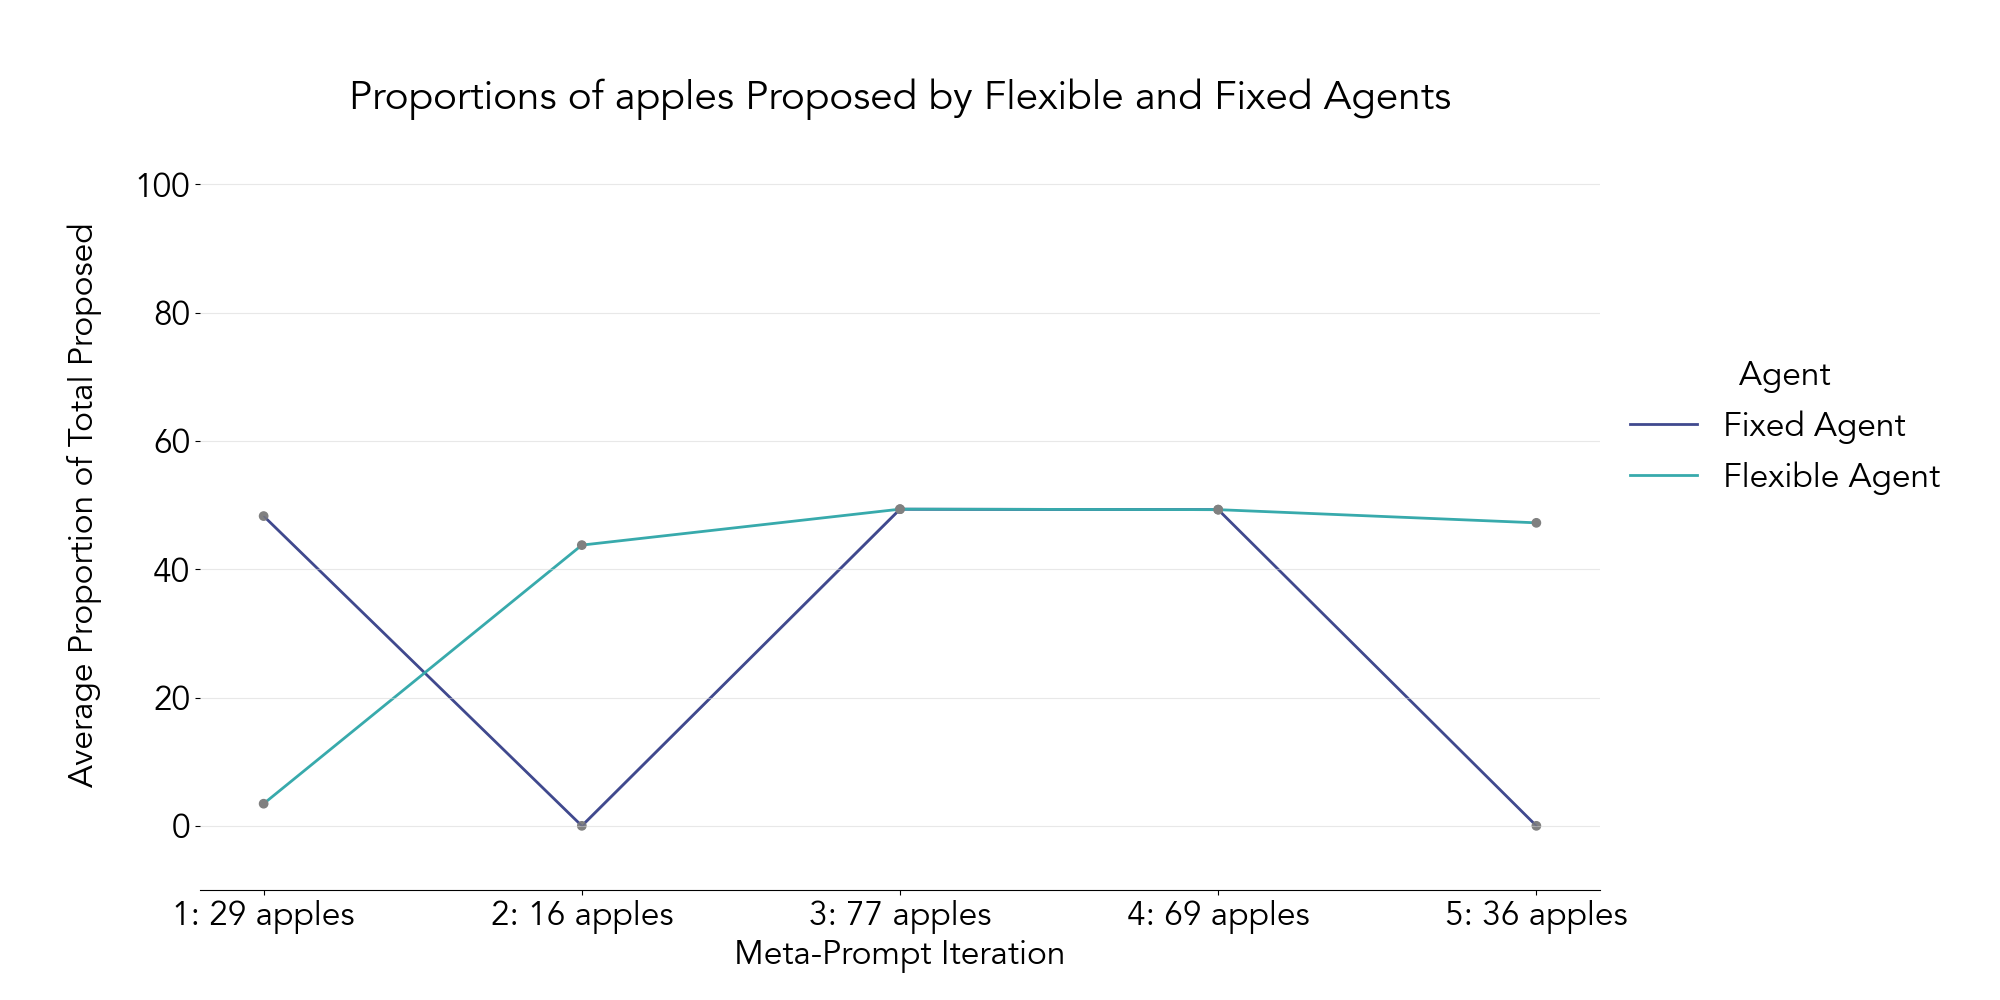 Proportions of apples Proposed by Flexible and Fixed Agents
Average Proportion of Total Proposed
100
80
60
40
20
0
1: 29 apples
2: 16 apples
3: 77 apples
4: 69 apples
5: 36 apples
Meta-Prompt Iteration
Agent
Fixed Agent
Flexible Agent